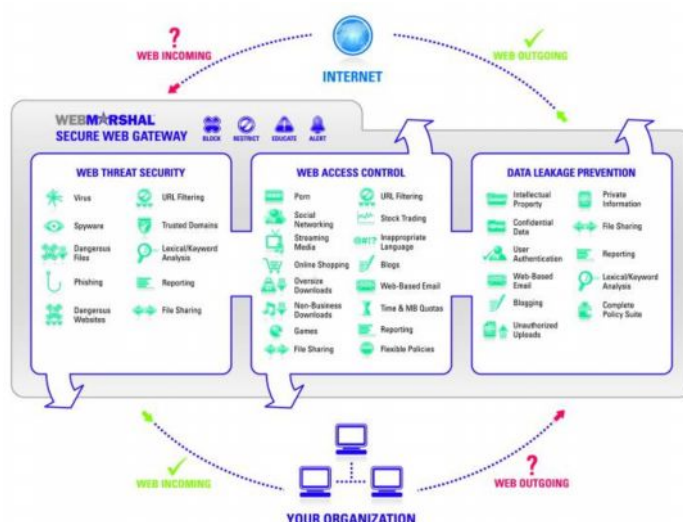 ?
WEB INCOMING
INTERNET
WEB OUTGOING
WEBMARSHAL
SECURE WEB GATEWAY
BLOCK
RESTRICT
EDUCATE
ALERT
WEB THREAT SECURITY
Virus
Spyware
Dangerous
Files
Phishing
Dangerous
Websites
URL Filtering
Trusted Domains
Lexical/Keyword
Analysis
Reporting
File Sharing
WEB ACCESS CONTROL
Porn
Social
Networking
Streaming
Media
Online Shopping
Oversize
Downloads
Non-Business
Downloads
Games
File Sharing
URL Filtering
Stock Trading
@#!?
Inappropriate
Language
Blogs
Web-Based Email
Time & MB Quotas
Reporting
Flexible Policies
DATA LEAKAGE PREVENTION
Intellectual
Property
Confidential
Data
User
Authentication
Web-Based
Email
Blogging
Unauthorized
Uploads
Private
Information
File Sharing
Reporting
Lexical/Keyword
Analysis
Complete
Policy Suite
WEB INCOMING
?
WEB OUTGOING
YOUR ORGANIZATION